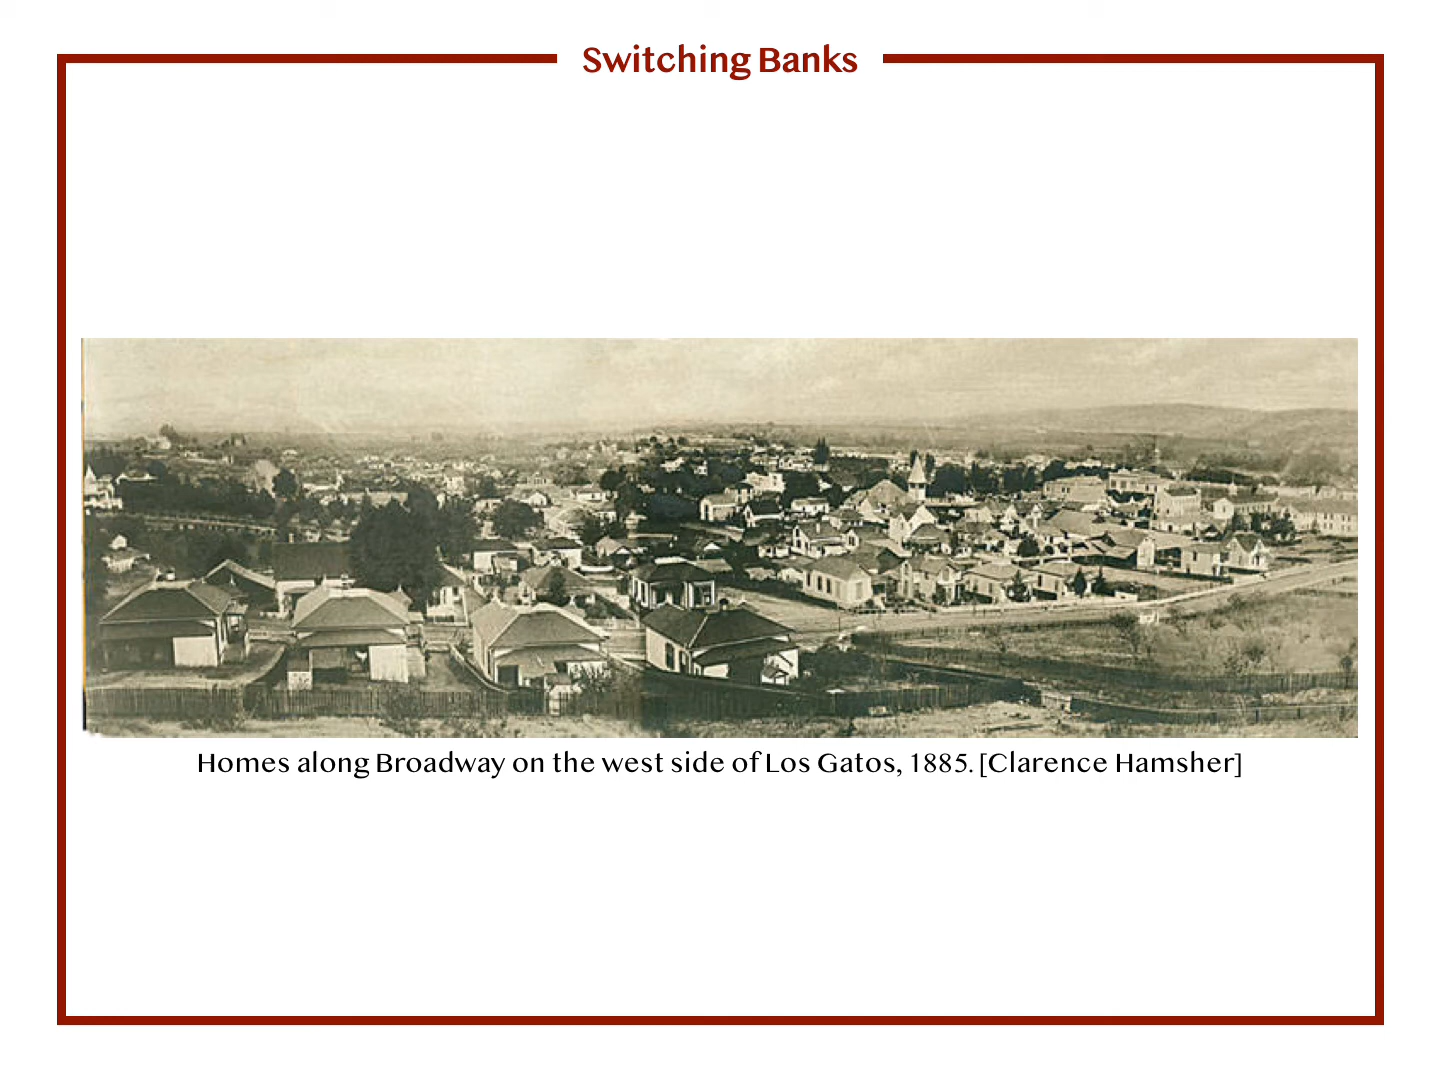 Switching Banks
Homes along Broadway on the west side of Los Gatos, 1885. [Clarence Hamsher]